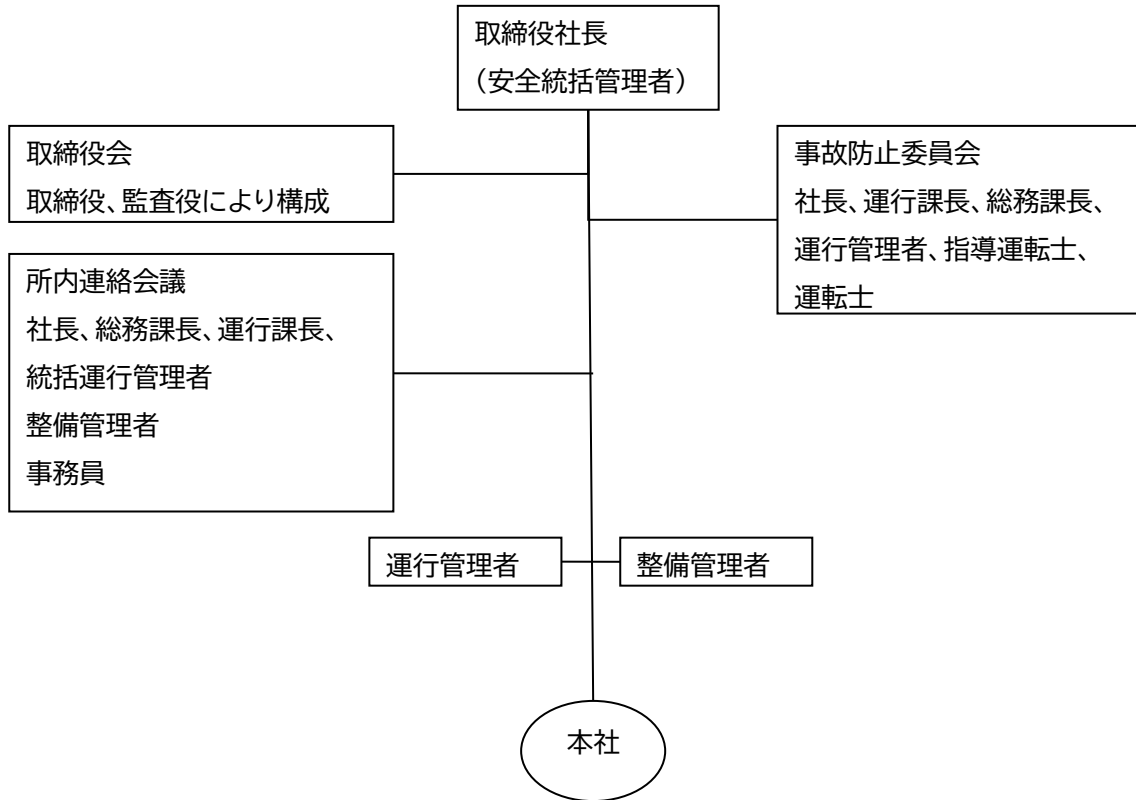 取締役社長
（安全統括管理者）
取締役会
取締役、監査役により構成
事故防止委員会
社長、運行課長、総務課長、
運行管理者、指導運転士、
運転士
所内連絡会議
社長、総務課長、運行課長、
統括運行管理者
整備管理者
事務員
運行管理者
整備管理者
本社